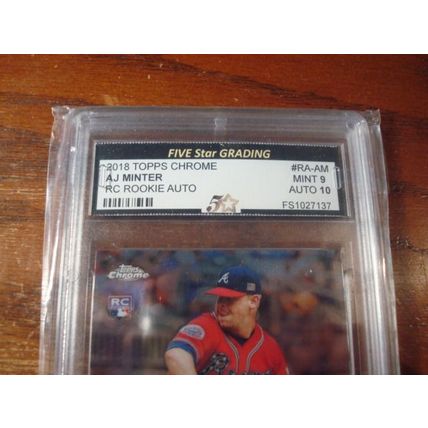 FIVE Star GRADING
2018 TOPPS CHROME #RA-AM
AJ MINTER MINT 9
RC ROOKIE AUTO 5 AUTO 10
FS1027137
Topps
Chrome
RC
A